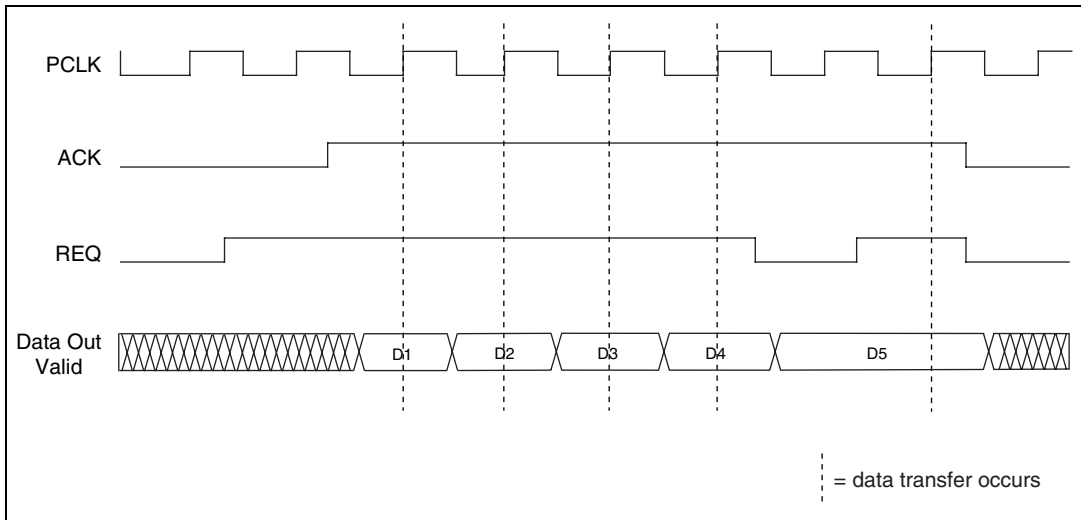 PCLK
ACK
REQ
Data Out
Valid
D1 D2 D3 D4 D5
= data transfer occurs